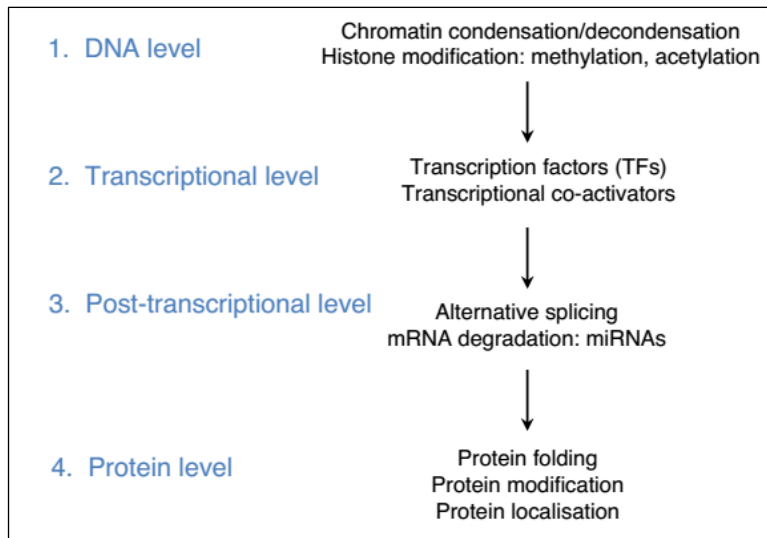 1. DNA level
Chromatin condensation/decondensation
Histone modification: methylation, acetylation
2. Transcriptional level
Transcription factors (TFs)
Transcriptional co-activators
3. Post-transcriptional level
Alternative splicing
mRNA degradation: miRNAs
4. Protein level
Protein folding
Protein modification
Protein localisation